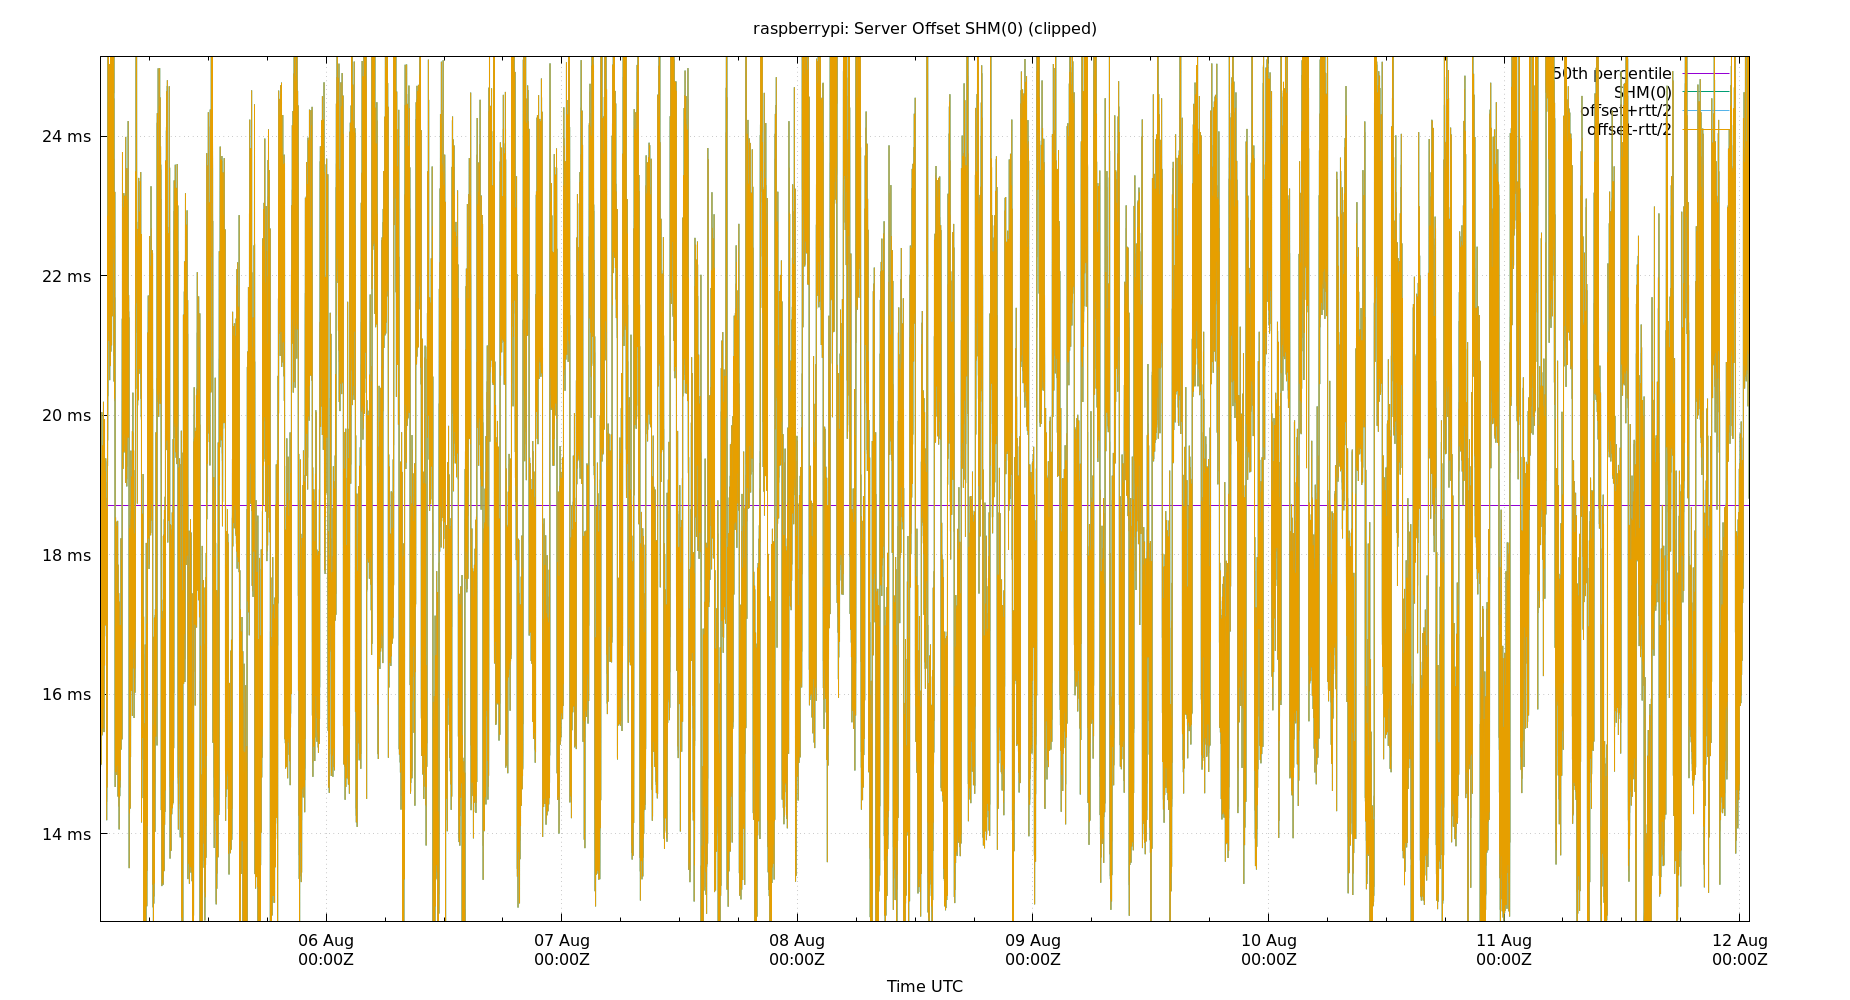 raspberrypi: Server Offset SHM(0) (clipped)
50th percentile
SHM(0)
offset+rtt/2
offset-rtt/2
24 ms
22 ms
20 ms
18 ms
16 ms
14 ms
06 Aug 07 Aug 08 Aug 09 Aug 10 Aug 11 Aug 12 Aug
00:00Z 00:00Z 00:00Z 00:00Z 00:00Z 00:00Z 00:00Z
Time UTC